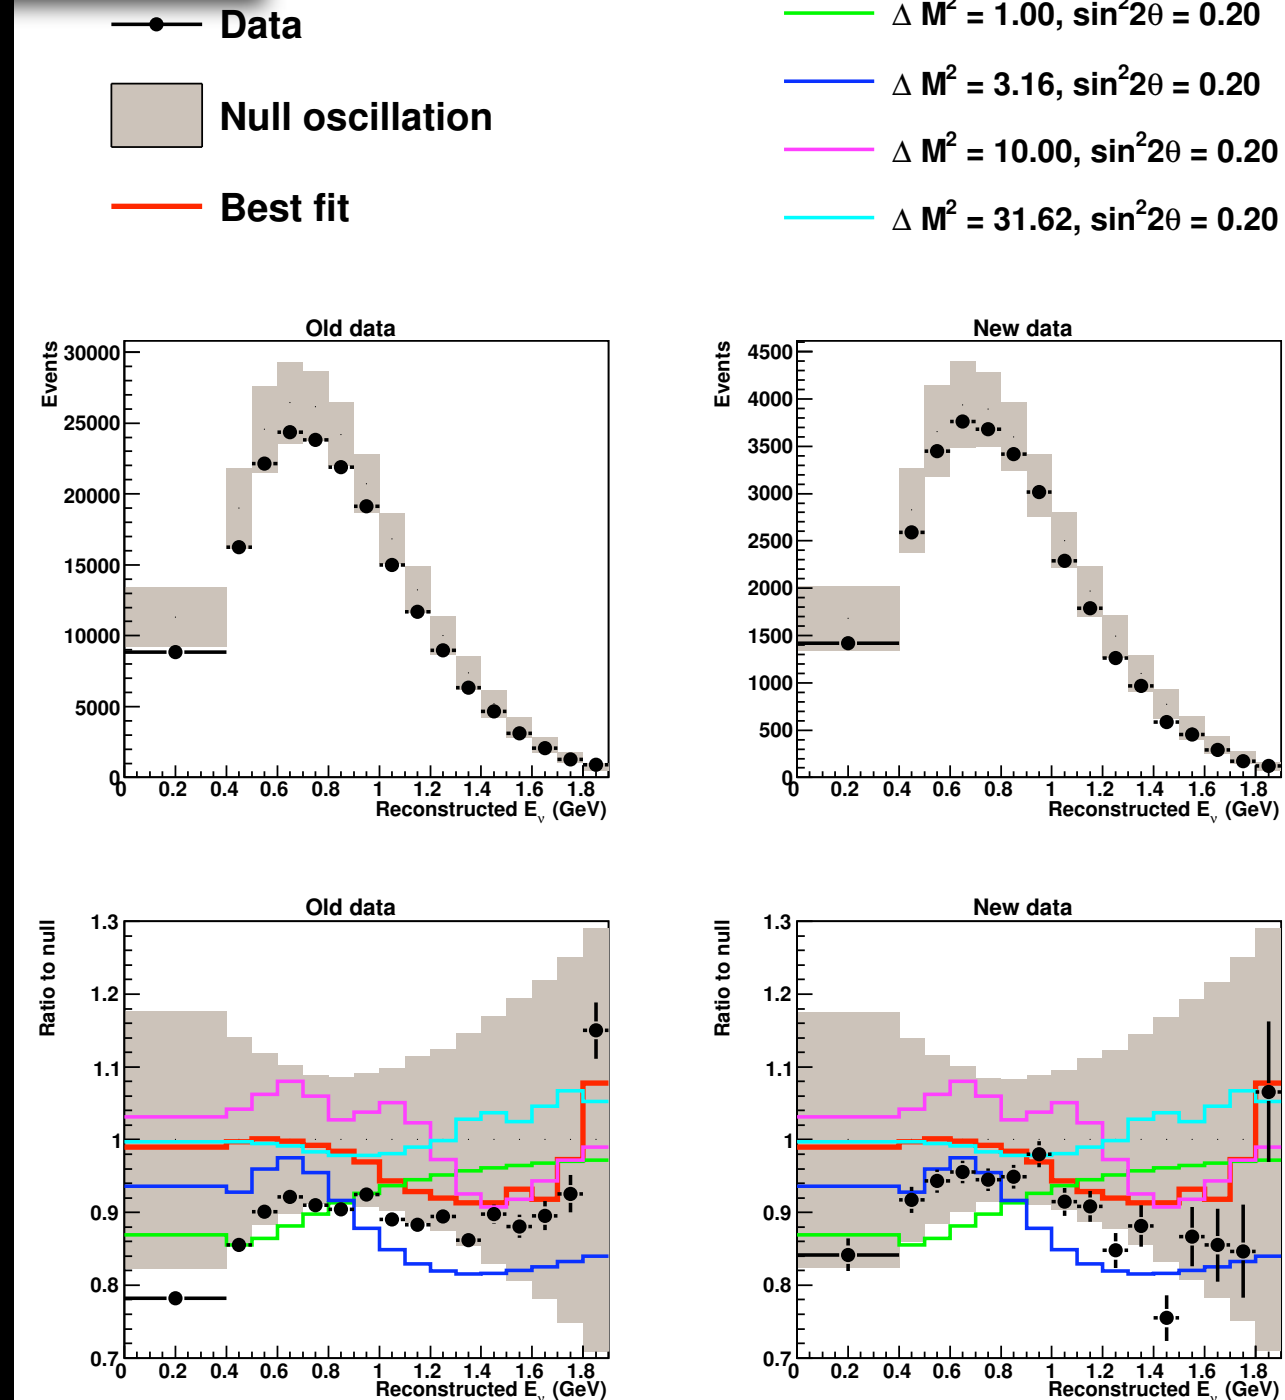 Data
Null oscillation
Best fit
Δ M² = 1.00, sin²2θ = 0.20
Δ M² = 3.16, sin²2θ = 0.20
Δ M² = 10.00, sin²2θ = 0.20
Δ M² = 31.62, sin²2θ = 0.20
Old data
Events
30000
25000
20000
15000
10000
5000
0
0 0.2 0.4 0.6 0.8 1 1.2 1.4 1.6 1.8
Reconstructed Eν (GeV)
New data
Events
4500
4000
3500
3000
2500
2000
1500
1000
500
0
0 0.2 0.4 0.6 0.8 1 1.2 1.4 1.6 1.8
Reconstructed Eν (GeV)
Old data
Ratio to null
1.3
1.2
1.1
1
0.9
0.8
0.7
0 0.2 0.4 0.6 0.8 1 1.2 1.4 1.6 1.8
Reconstructed Eν (GeV)
New data
Ratio to null
1.3
1.2
1.1
1
0.9
0.8
0.7
0 0.2 0.4 0.6 0.8 1 1.2 1.4 1.6 1.8
Reconstructed Eν (GeV)